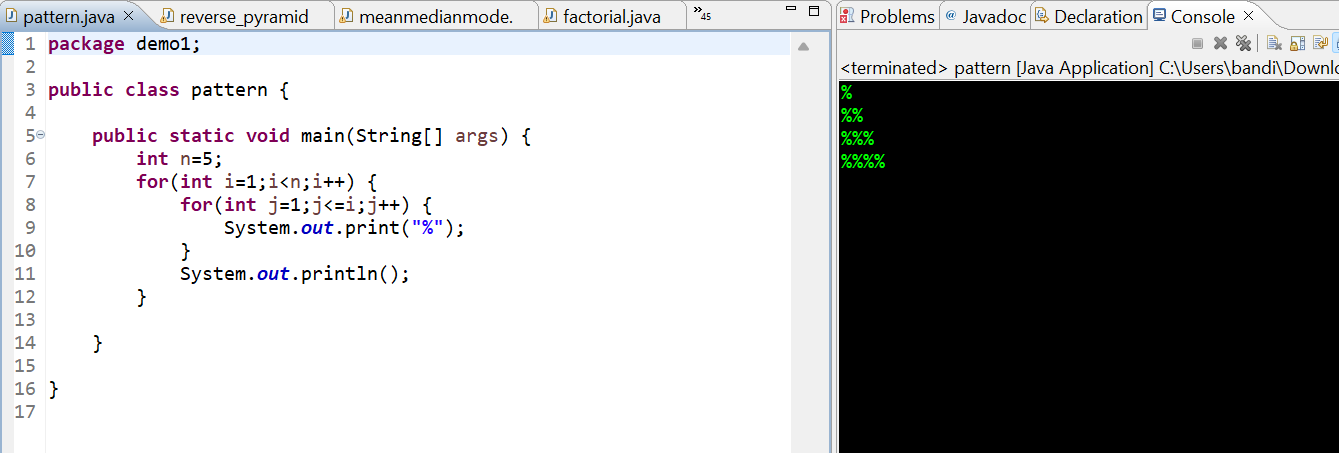 pattern.java reverse_pyramid meanmedianmode. factorial.java »45
1 package demo1;
2
3 public class pattern {
4
5 public static void main(String[] args) {
6 int n=5;
7 for(int i=1;i<n;i++) {
8 for(int j=1;j<=i;j++) {
9 System.out.print("%");
10 }
11 System.out.println();
12 }
13
14 }
15
16 }
17
Problems @ Javadoc Declaration Console
<terminated> pattern [Java Application] C:\Users\bandi\Downlo
%
%%
%%%
%%%%